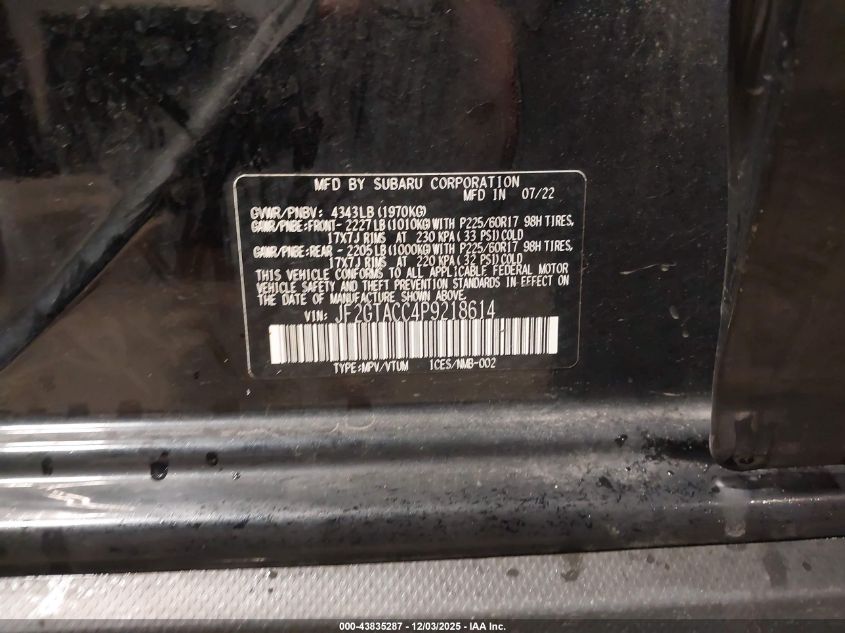 MFD BY SUBARU CORPORATION
MFD IN 07/22
GVWR/PNBV: 4343LB(1970KG)
GAWR/PNBE:FRONT-2227LB(1010KG)WITH P225/60R17 98H TIRES,
17X7J RIMS AT 230 KPA(33 PSI)COLD
GAWR/PNBE:REAR -2205LB(1000KG)WITH P225/60R17 98H TIRES,
17X7J RIMS AT 220 KPA(32 PSI)COLD
THIS VEHICLE CONFORMS TO ALL APPLICABLE FEDERAL MOTOR
VEHICLE SAFETY AND THEFT PREVENTION STANDARDS IN EFFECT ON
THE DATE OF MANUFACTURE SHOWN ABOVE.
VIN: JF2GTACC4P9218614
TYPE:MPV/VTUM ICES/NMB-002
000-43835287 - 12/03/2025 - IAA Inc.